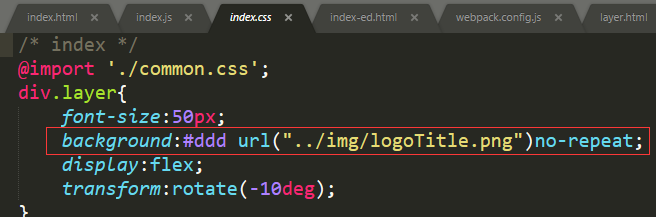 index.html × index.js × index.css × index-ed.html × webpack.config.js × layer.html
/* index */
@import './common.css';
div.layer{
font-size:50px;
background:#ddd url("../img/logoTitle.png")no-repeat;
display:flex;
transform:rotate(-10deg);
}